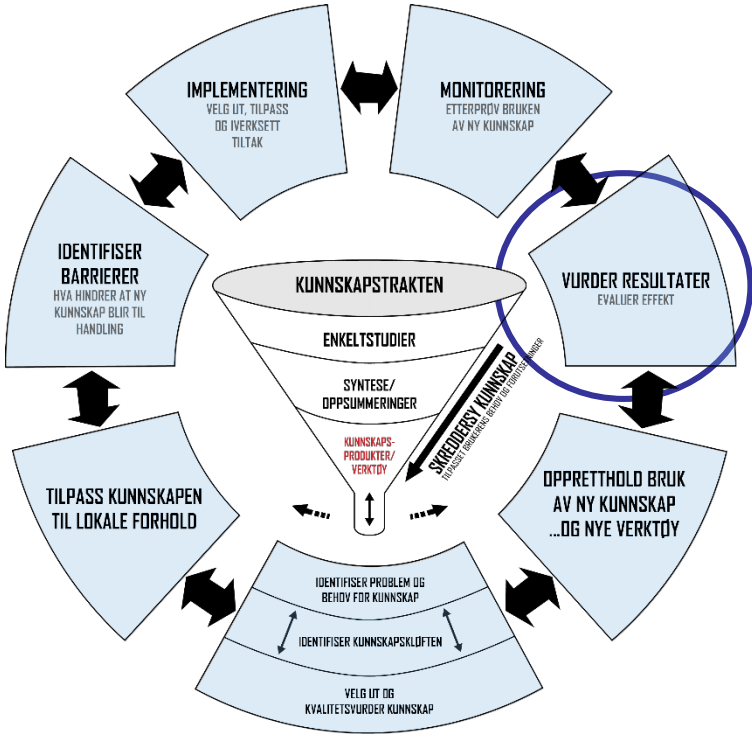 IMPLEMENTERING
VELG UT, TILPASS
OG IVERKSETT
TILTAK
MONITORERING
ETTERPRØV BRUKEN
AV NY KUNNSKAP
IDENTIFISER
BARRIERER
HVA HINDRER AT NY
KUNNSKAP BLIR TIL
HANDLING
KUNNSKAPSTRAKTEN
ENKELTSTUDIER
SYNTESE/
OPPSUMMERINGER
KUNNSKAPS-
PRODUKTER/
VERKTØY
SKREDDERSY KUNNSKAP
TILPASSET BRUKERENS BEHOV OG FORUTSETNINGER
VURDER RESULTATER
EVALUER EFFEKT
TILPASS KUNNSKAPEN
TIL LOKALE FORHOLD
OPPRETTHOLD BRUK
AV NY KUNNSKAP
...OG NYE VERKTØY
IDENTIFISER PROBLEM OG
BEHOV FOR KUNNSKAP
IDENTIFISER KUNNSKAPSKLØFTEN
VELG UT OG
KVALITETSVURDER KUNNSKAP